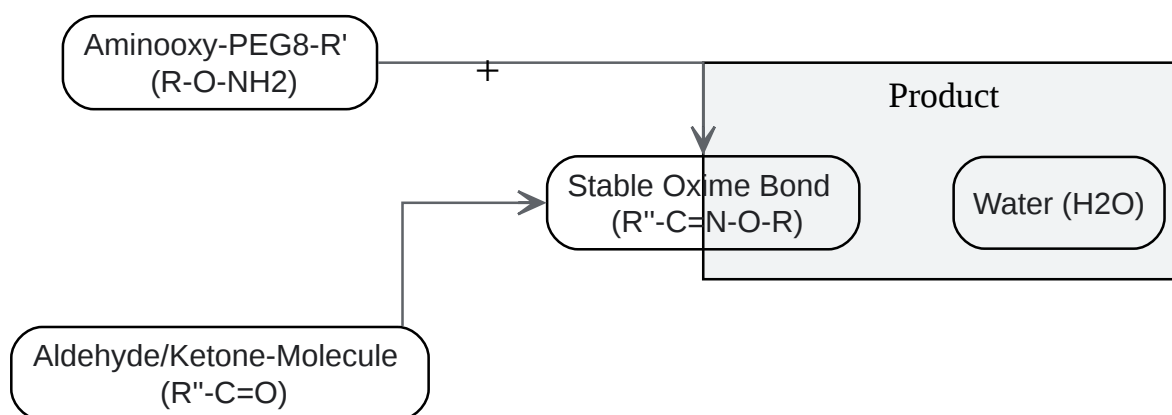 Aminooxy-PEG8-R'
(R-O-NH2)
+
Product
Stable Oxime Bond
(R"-C=N-O-R)
Water (H2O)
Aldehyde/Ketone-Molecule
(R"-C=O)